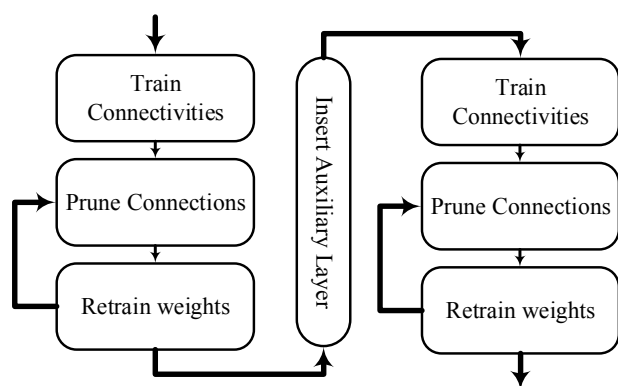 Train
Connectivities
Prune Connections
Retrain weights
Insert Auxiliary Layer
Train
Connectivities
Prune Connections
Retrain weights